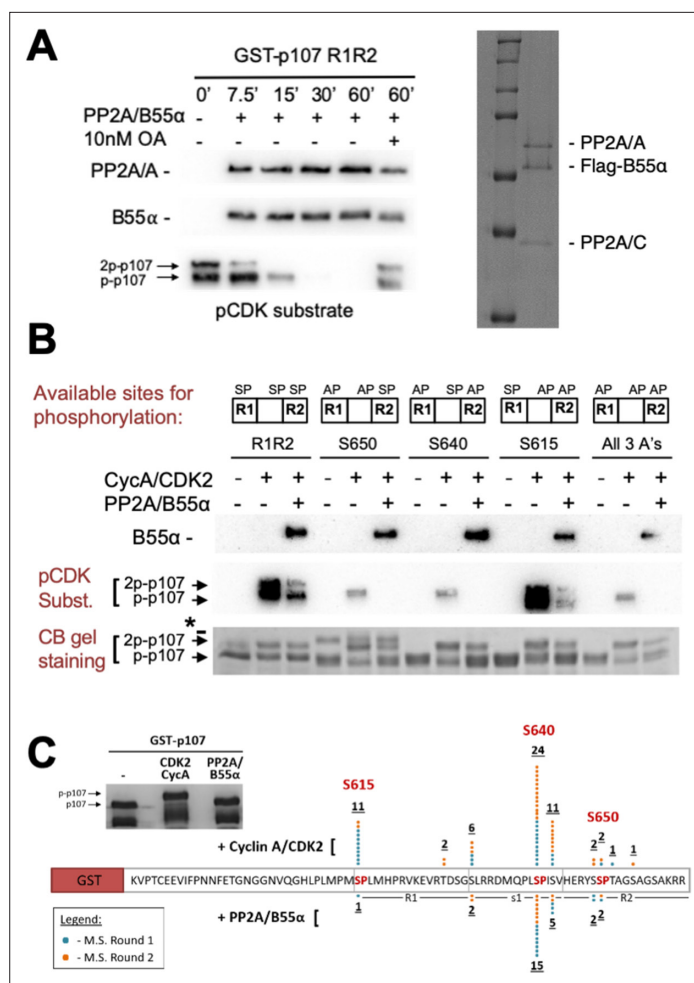 A
GST-p107 R1R2
0' 7.5' 15' 30' 60' 60'
PP2A/B55α - + + + + +
10nM OA - - - - - +
PP2A/A -
B55α -
2p-p107
p-p107
pCDK substrate
- PP2A/A
- Flag-B55α
- PP2A/C
B
Available sites for
phosphorylation:
SP SP SP AP AP SP AP SP AP SP AP AP AP AP AP
R1 R2 R1 R2 R1 R2 R1 R2 R1 R2
R1R2 S650 S640 S615 All 3 A's
CycA/CDK2 - + + - + + - + + - + + - + +
PP2A/B55α - - + - - + - - + - - + - - +
B55α -
pCDK
Subst. [
2p-p107
p-p107
*
CB gel
staining [
2p-p107
p-p107
C
GST-p107
- CDK2 CycA PP2A/ B55α
p-p107
p107
S615
11
2
6
S640
24
11
S650
2 2 1 1
+ Cyclin A/CDK2 [
GST KVPTCEEVIFPNNFETGNGGNVQGHLPLMPMSPLMHPRVKEVRTDSGSLRRDMQPLSPISVHERYSSPTAGSAGSAKRR
1 R1 2 s1 5 2 2 R2
+ PP2A/B55α [
15
Legend:
- M.S. Round 1
- M.S. Round 2